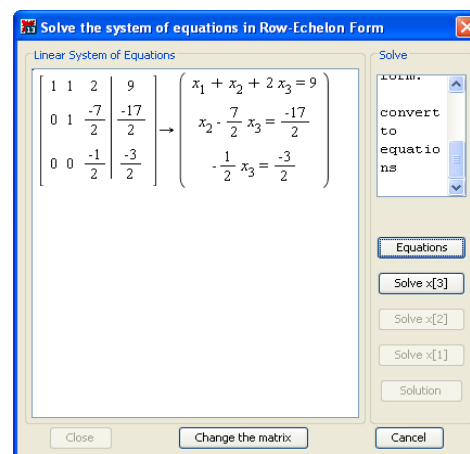 Solve the system of equations in Row-Echelon Form
Linear System of Equations
1 1 2 | 9
0 1 -7/2 | -17/2
0 0 -1/2 | -3/2
→
x₁ + x₂ + 2 x₃ = 9
x₂ - 7/2 x₃ = -17/2
-1/2 x₃ = -3/2
Solve
form.
convert
to
equatio
ns
Equations
Solve x[3]
Solve x[2]
Solve x[1]
Solution
Close
Change the matrix
Cancel